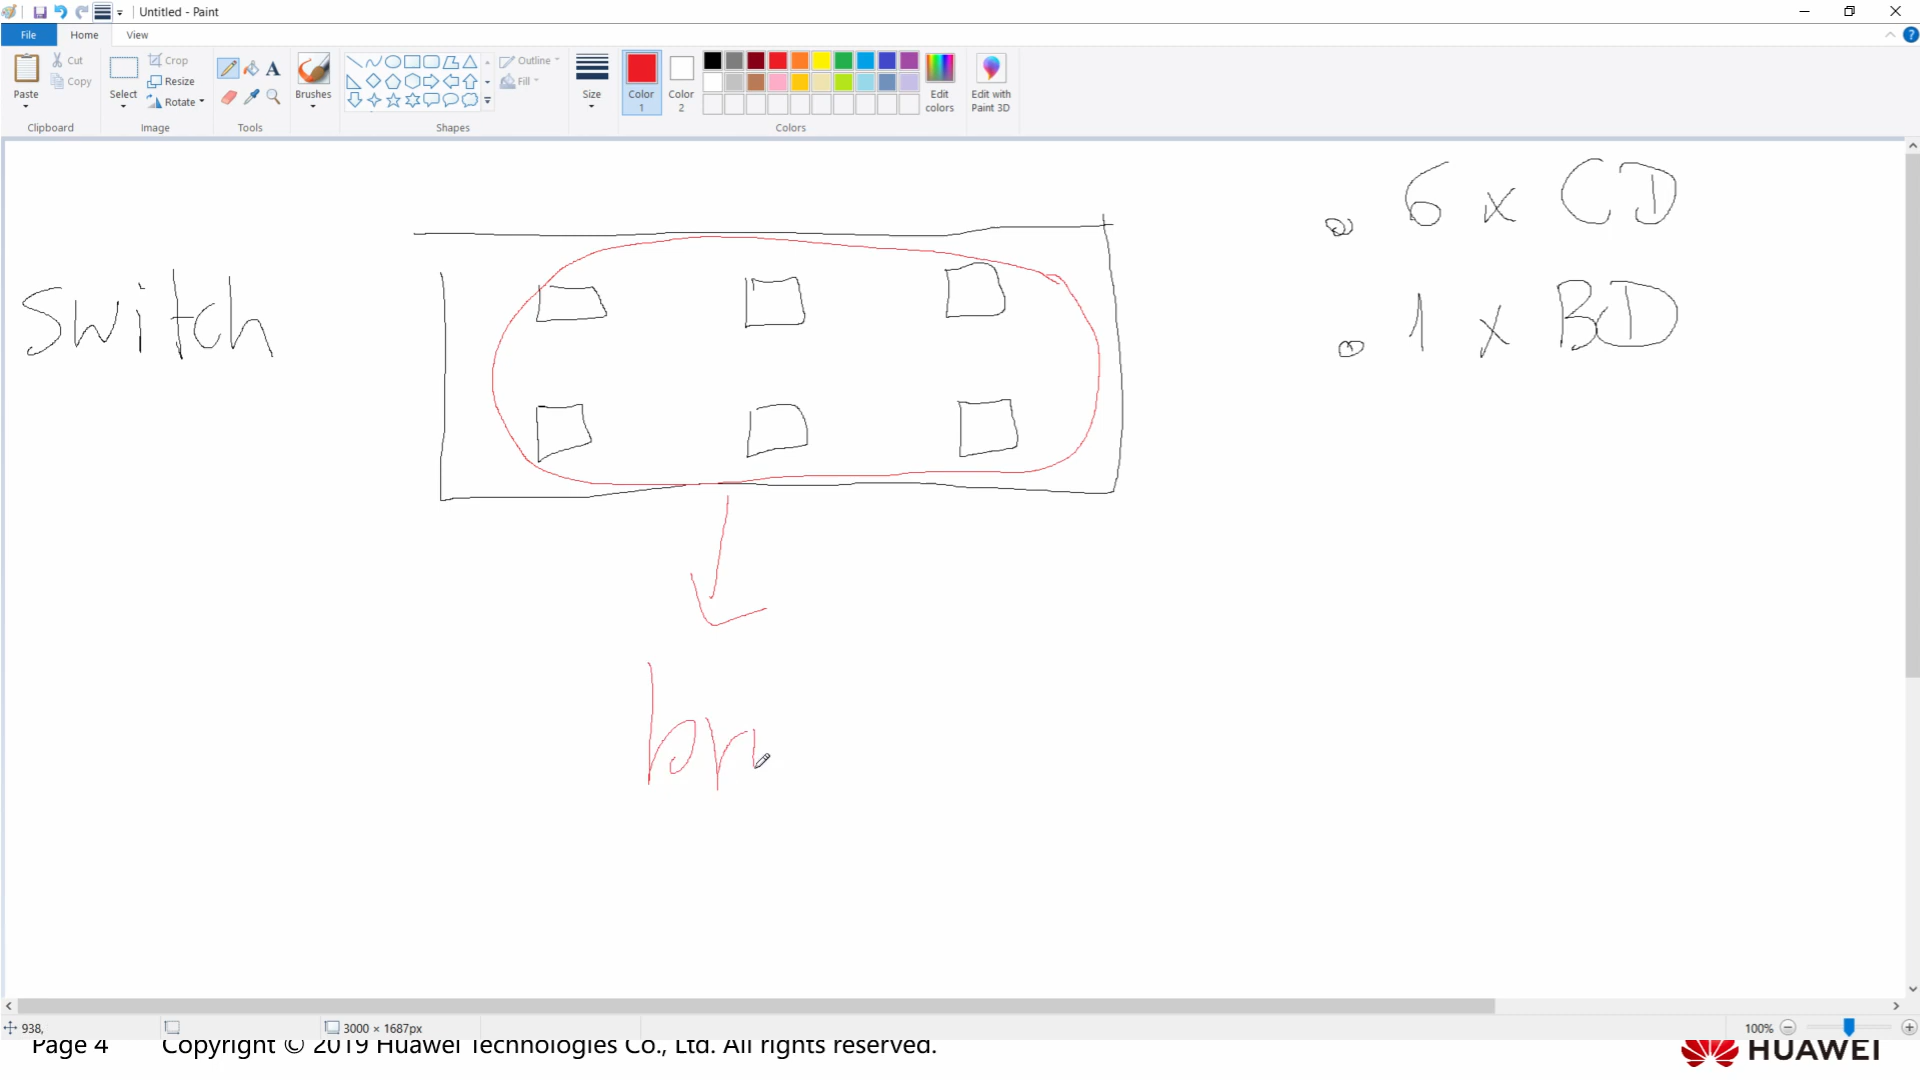 Untitled - Paint
File Home View
Paste
Cut
Copy
Clipboard
Select
Crop
Resize
Rotate
Image
Tools
Brushes
Shapes
Outline
Fill
Size
Color 1
Color 2
Edit colors
Colors
Edit with Paint 3D
6 x CD
Switch
1 x BD
br
938,
3000 × 1687px
100%
Page 4 Copyright © 2019 Huawei Technologies Co., Ltd. All rights reserved.
HUAWEI